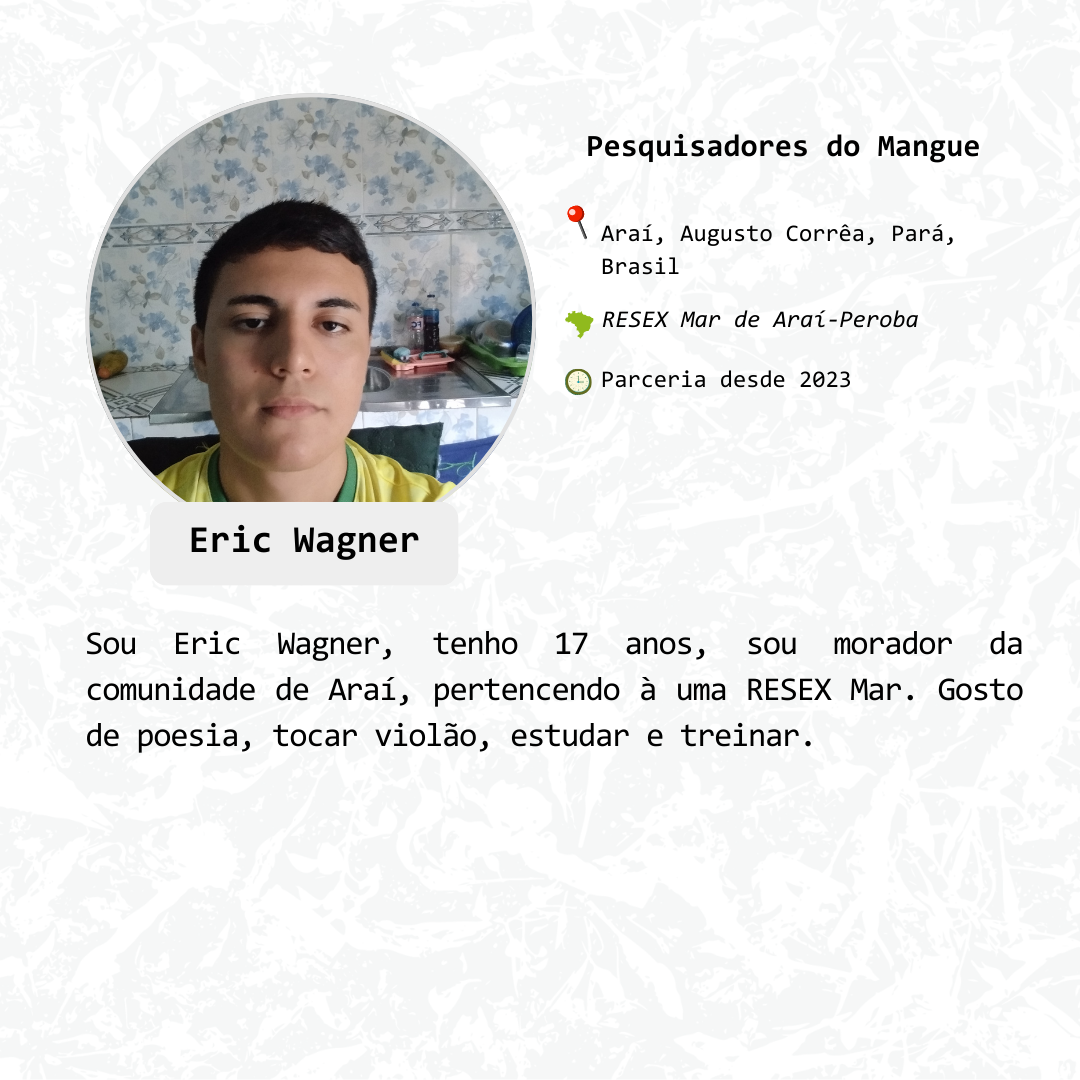 Pesquisadores do Mangue
Araí, Augusto Corrêa, Pará,
Brasil
RESEX Mar de Araí-Peroba
Parceria desde 2023
Eric Wagner
Sou Eric Wagner, tenho 17 anos, sou morador da
comunidade de Araí, pertencendo à uma RESEX Mar. Gosto
de poesia, tocar violão, estudar e treinar.